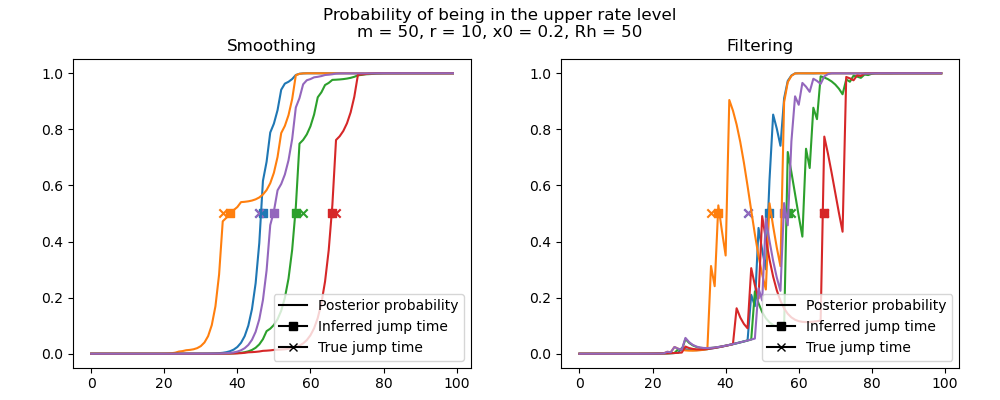 Probability of being in the upper rate level
m = 50, r = 10, x0 = 0.2, Rh = 50
Smoothing
1.0
0.8
0.6
0.4
0.2
0.0
0
20
40
60
80
100
Posterior probability
Inferred jump time
True jump time
Filtering
1.0
0.8
0.6
0.4
0.2
0.0
0
20
40
60
80
100
Posterior probability
Inferred jump time
True jump time